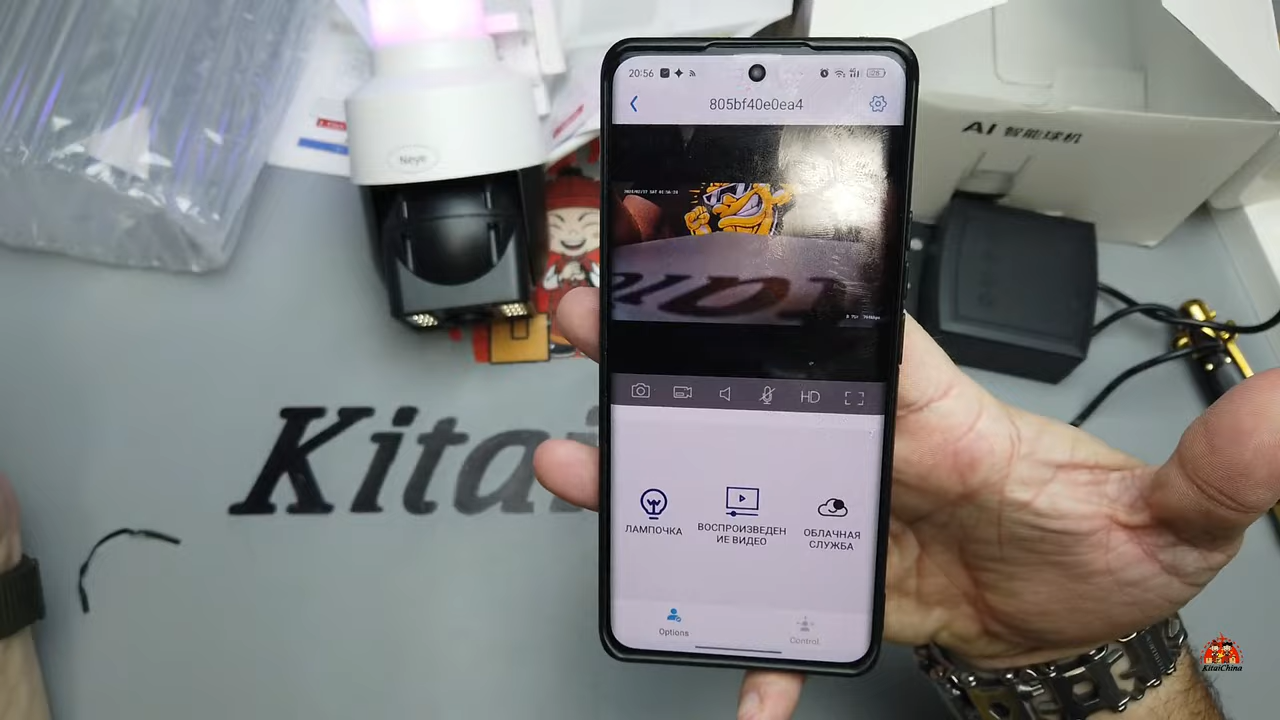 20:56
805bf40e0ea4
AI 智能球机
Neye
HD
Kitai
ЛАМПОЧКА
ВОСПРОИЗВЕДЕН
ИЕ ВИДЕО
ОБЛАЧНАЯ
СЛУЖБА
Options
Control
KitaiChina